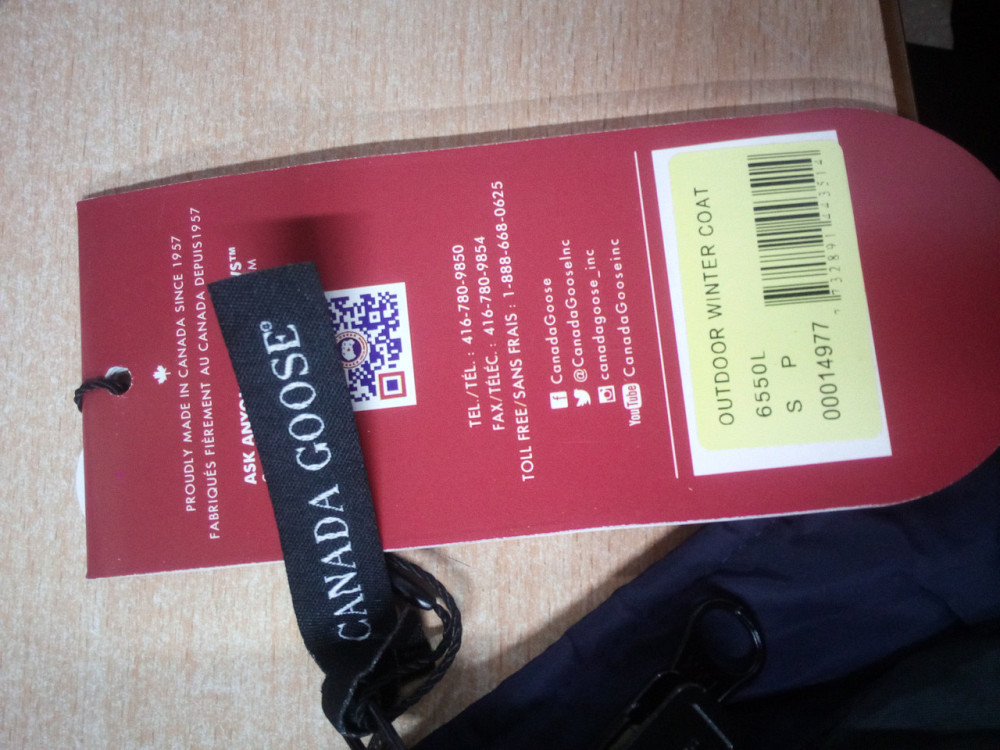 PROUDLY MADE IN CANADA SINCE 1957
FABRIQUÉS FIÈREMENT AU CANADA DEPUIS1957
ASK
CANADA GOOSE®
TEL./TÉL. : 416-780-9850
FAX/TÉLÉC. : 416-780-9854
TOLL FREE/SANS FRAIS : 1-888-668-0625
CanadaGoose
@CanadaGooseInc
canadagoose_inc
YouTube CanadaGooseinc
OUTDOOR WINTER COAT
6550L
S P
00014977